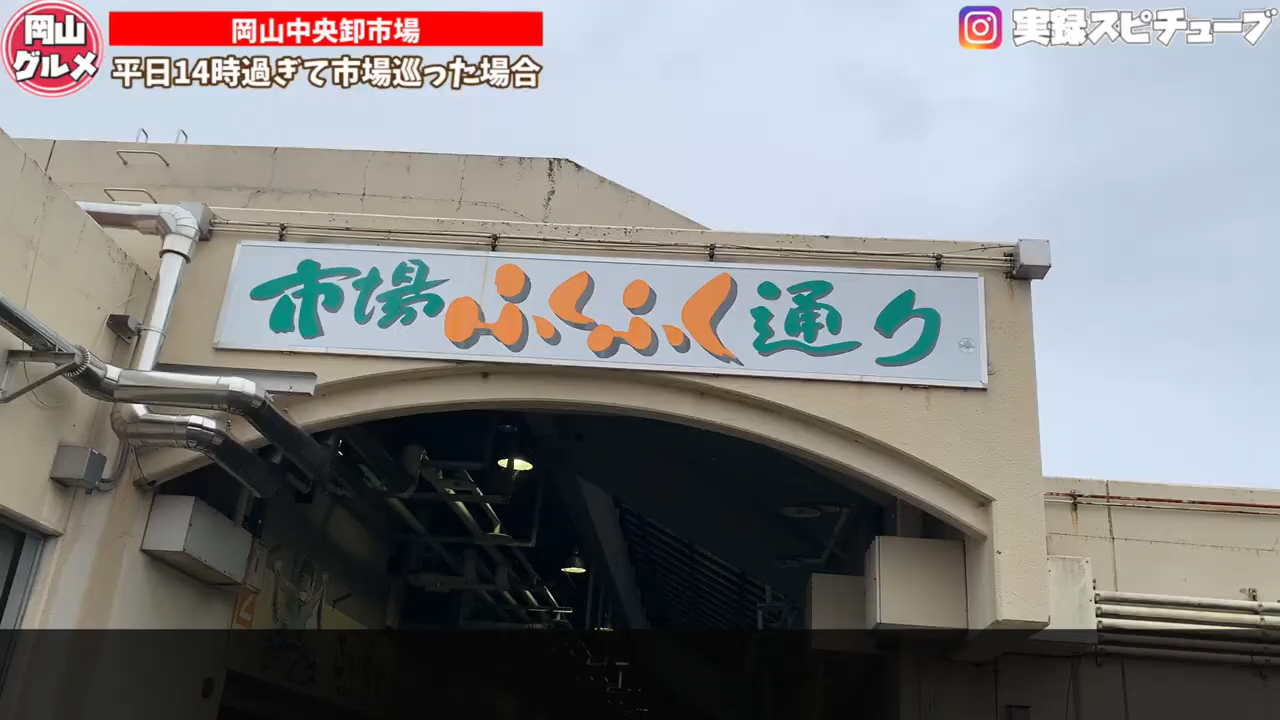 岡山
グルメ
岡山中央卸市場
平日14時過ぎて市場巡った場合
実録スピチューブ
市場ふくふく通り